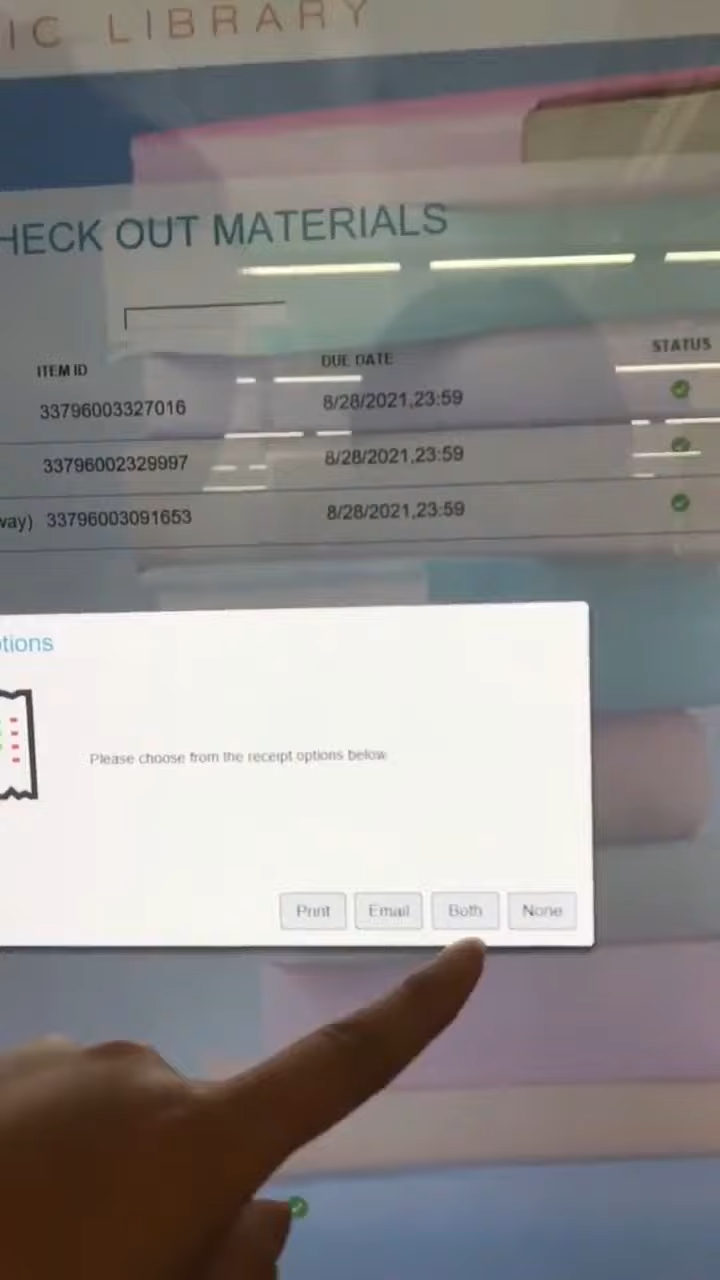 IC LIBRARY
HECK OUT MATERIALS
ITEM ID DUE DATE STATUS
33796003327016 8/28/2021,23:59
33796002329997 8/28/2021,23:59
way) 33796003091653 8/28/2021,23:59
tions
Please choose from the receipt options below.
Print Email Both None